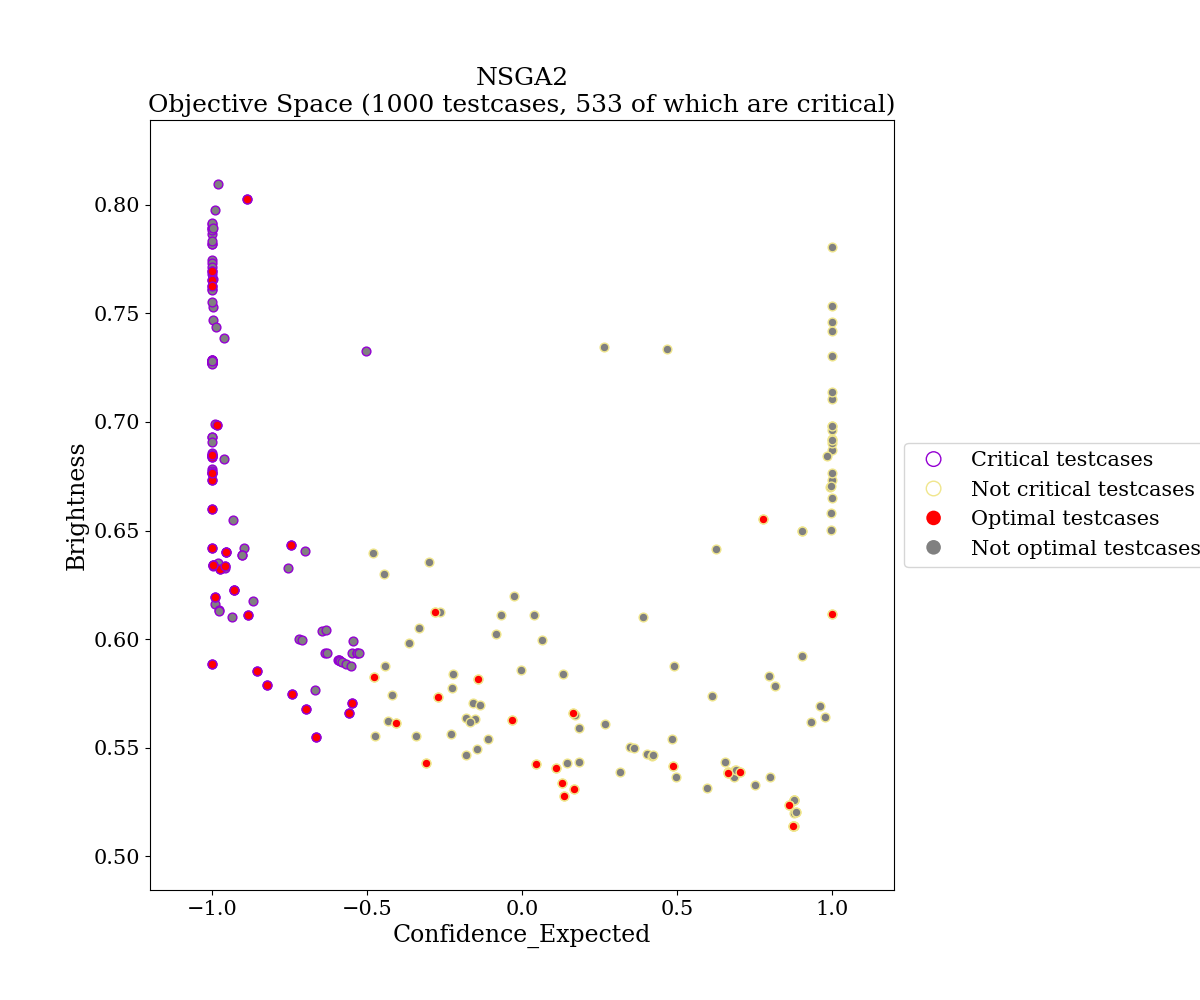 NSGA2
Objective Space (1000 testcases, 533 of which are critical)
0.80
0.75
0.70
0.65
0.60
0.55
0.50
Brightness
−1.0
−0.5
0.0
0.5
1.0
Confidence_Expected
Critical testcases
Not critical testcases
Optimal testcases
Not optimal testcases